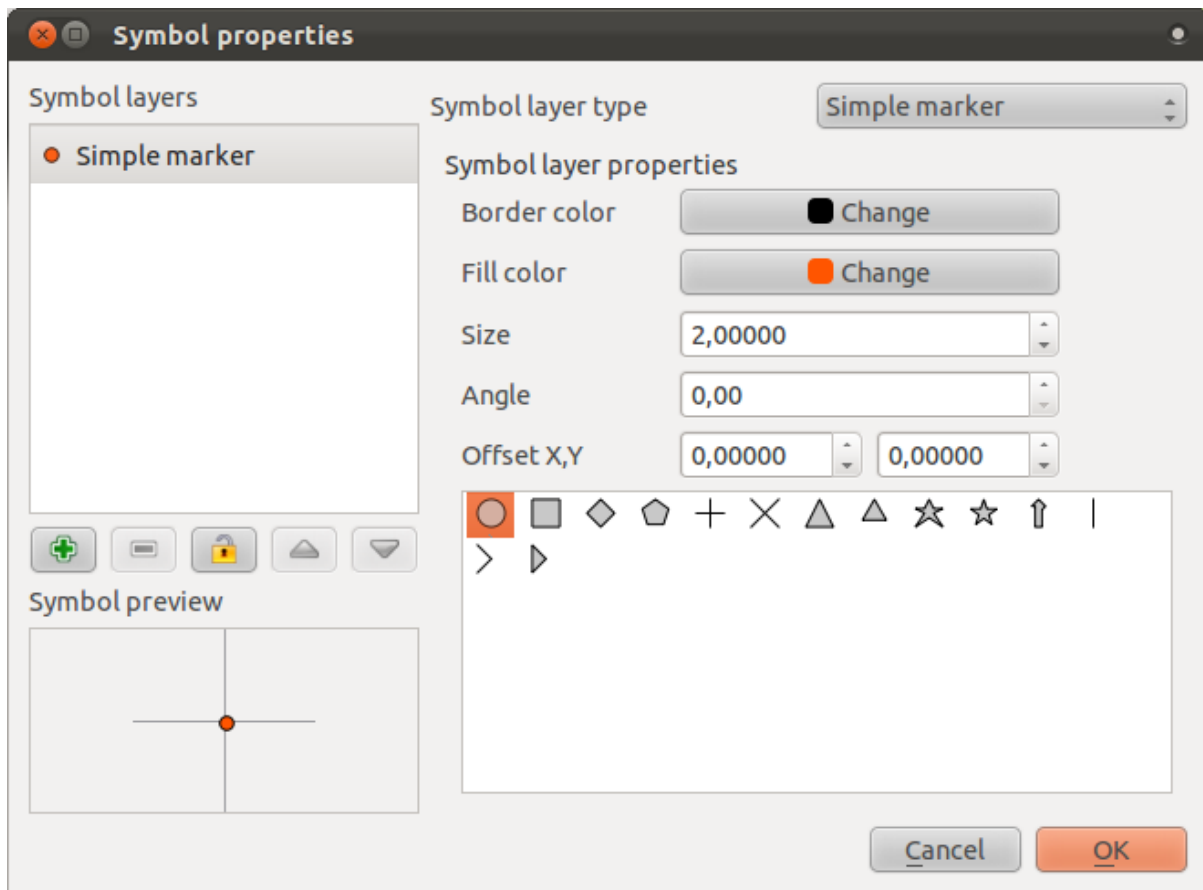 Symbol properties
Symbol layers
Simple marker
Symbol preview
Symbol layer type
Simple marker
Symbol layer properties
Border color
Change
Fill color
Change
Size
2,00000
Angle
0,00
Offset X,Y
0,00000
0,00000
Cancel
OK